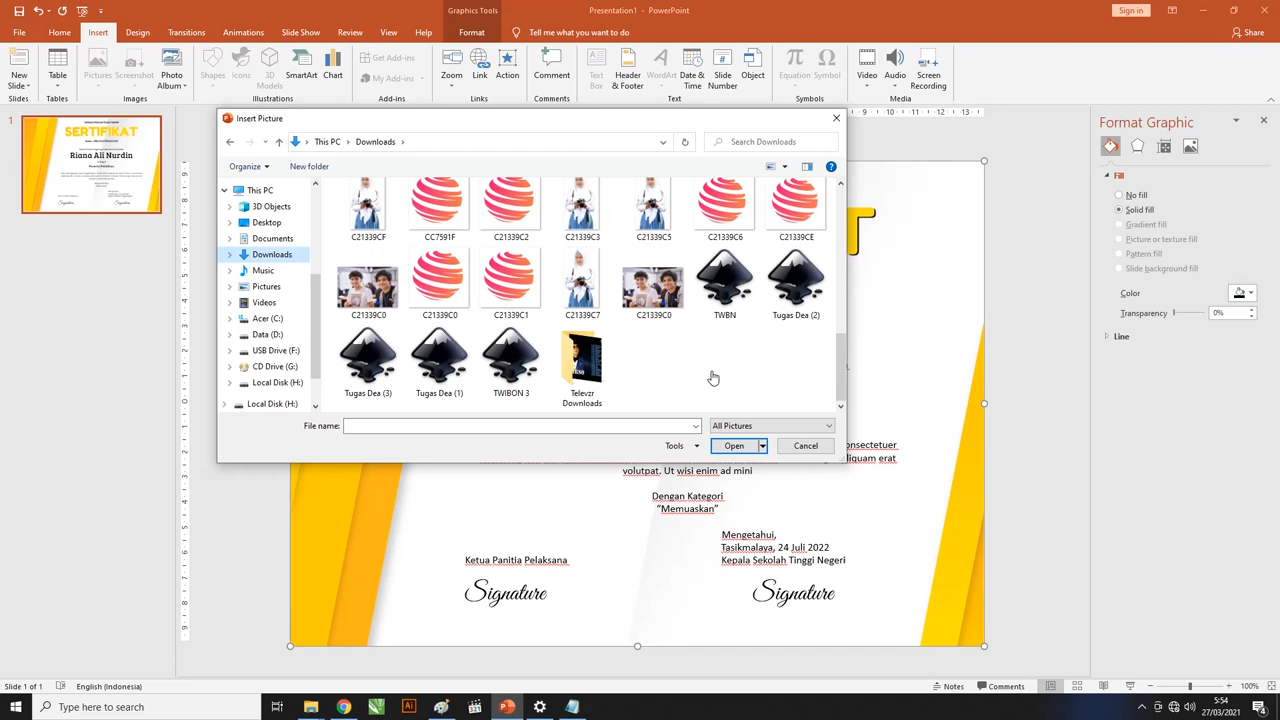 Graphics Tools
Presentation1 - PowerPoint
Sign in
File
Home
Insert
Design
Transitions
Animations
Slide Show
Review
View
Help
Format
Tell me what you want to do
Share
New Slide
Table
Pictures
Screenshot
Photo Album
Shapes
Icons
3D Models
SmartArt
Chart
Get Add-ins
My Add-ins
Zoom
Link
Action
Comment
Text Box
Header & Footer
WordArt
Date & Time
Slide Number
Object
Equation
Symbol
Video
Audio
Screen Recording
Slides
Tables
Images
Illustrations
Add-ins
Links
Comments
Text
Symbols
Media
1
SERTIFIKAT
Riana Ali Nurdin
Insert Picture
This PC
Downloads
Search Downloads
Organize
New folder
This PC
3D Objects
Desktop
Documents
Downloads
Music
Pictures
Videos
Acer (C:)
Data (D:)
USB Drive (F:)
CD Drive (G:)
Local Disk (H:)
Local Disk (H:)
C21339CF
CC7591F
C21339C2
C21339C3
C21339C5
C21339C6
C21339CE
C21339C0
C21339C0
C21339C1
C21339C7
C21339C0
TWBN
Tugas Dea (2)
Tugas Dea (3)
Tugas Dea (1)
TWIBON 3
Televzr Downloads
File name:
All Pictures
Tools
Open
Cancel
T
onsectetuer
liquam erat
volutpat. Ut wisi enim ad mini
Dengan Kategori
"Memuaskan"
Mengetahui,
Tasikmalaya, 24 Juli 2022
Ketua Panitia Pelaksana
Kepala Sekolah Tinggi Negeri
Signature
Signature
Format Graphic
Fill
No fill
Solid fill
Gradient fill
Picture or texture fill
Pattern fill
Slide background fill
Color
Transparency
0%
Line
Slide 1 of 1
English (Indonesia)
Notes
Comments
100%
Type here to search
5:54
27/03/2021